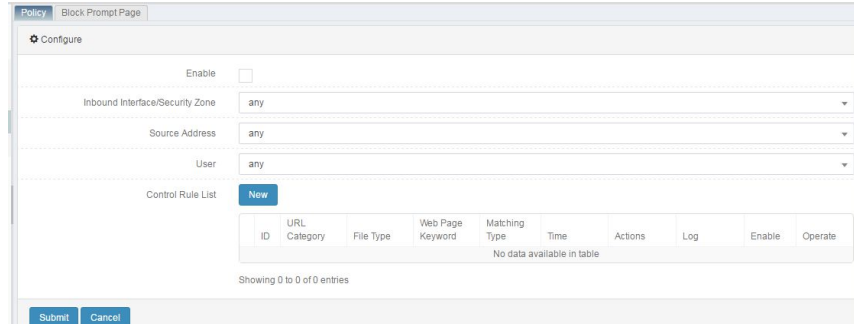 Policy Block Prompt Page
Configure
Enable
Inbound Interface/Security Zone any
Source Address any
User any
Control Rule List New
ID URL Category File Type Web Page Keyword Matching Type Time Actions Log Enable Operate
No data available in table
Showing 0 to 0 of 0 entries
Submit Cancel